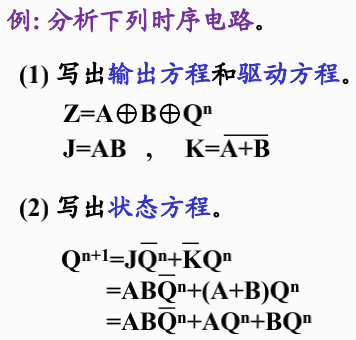 例: 分析下列时序电路。
(1) 写出输出方程和驱动方程。
Z=A⊕B⊕Qⁿ
J=AB , K=A̅+̅B̅
(2) 写出状态方程。
Qⁿ⁺¹=JQ̅ⁿ+K̅Qⁿ
=ABQ̅ⁿ+(A+B)Qⁿ
=ABQ̅ⁿ+AQⁿ+BQⁿ